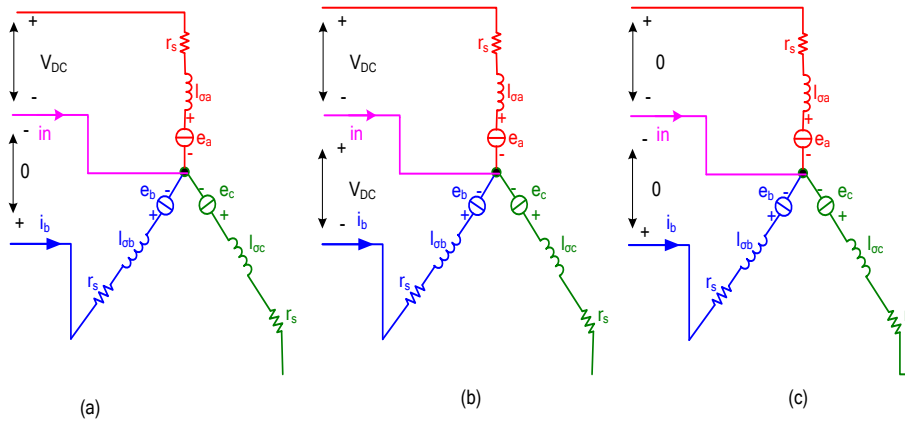 +
r_s
V_DC
l_σa
-
+
in
e_a
-
-
0
e_b
-
-
e_c
+
+
+
i_b
l_σb
l_σc
r_s
r_s
(a)
+
r_s
V_DC
l_σa
-
+
in
e_a
+
-
V_DC
e_b
-
-
e_c
+
+
-
i_b
l_σb
l_σc
r_s
r_s
(b)
+
r_s
0
l_σa
-
+
in
e_a
-
-
0
e_b
-
-
e_c
+
+
+
i_b
l_σb
l_σc
r_s
(c)